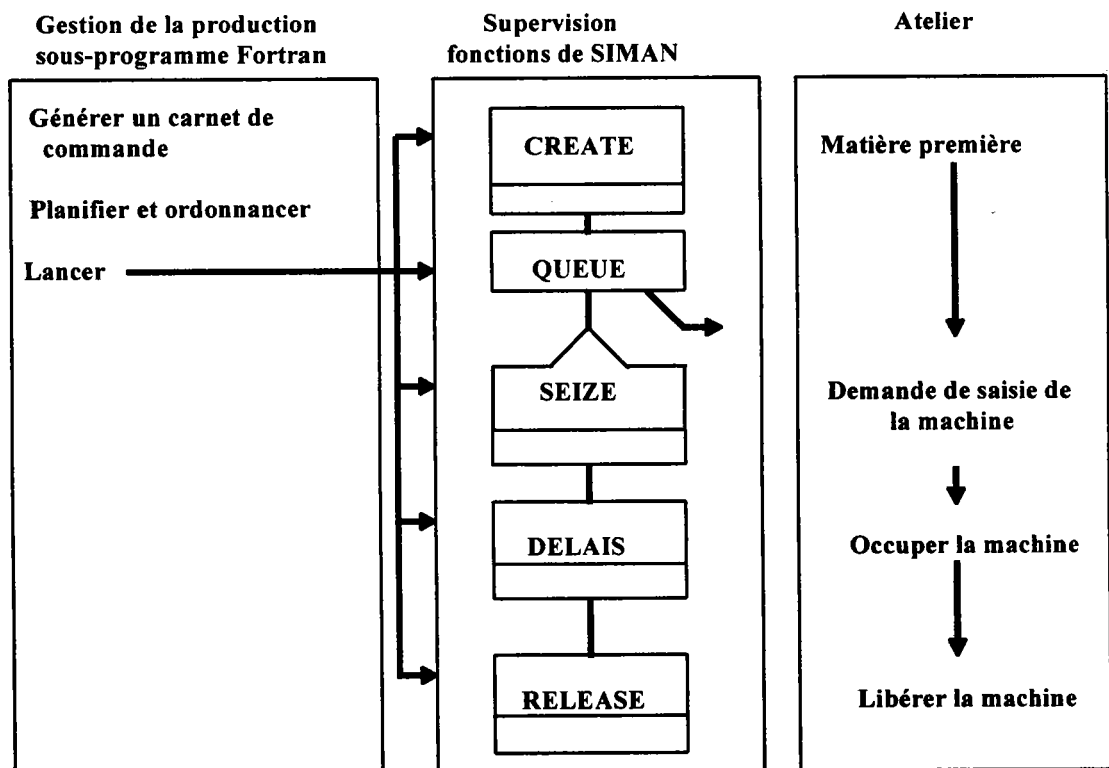 Gestion de la production
sous-programme Fortran
Générer un carnet de
commande
Planifier et ordonnancer
Lancer
Supervision
fonctions de SIMAN
CREATE
QUEUE
SEIZE
DELAIS
RELEASE
Atelier
Matière première
Demande de saisie de
la machine
Occuper la machine
Libérer la machine